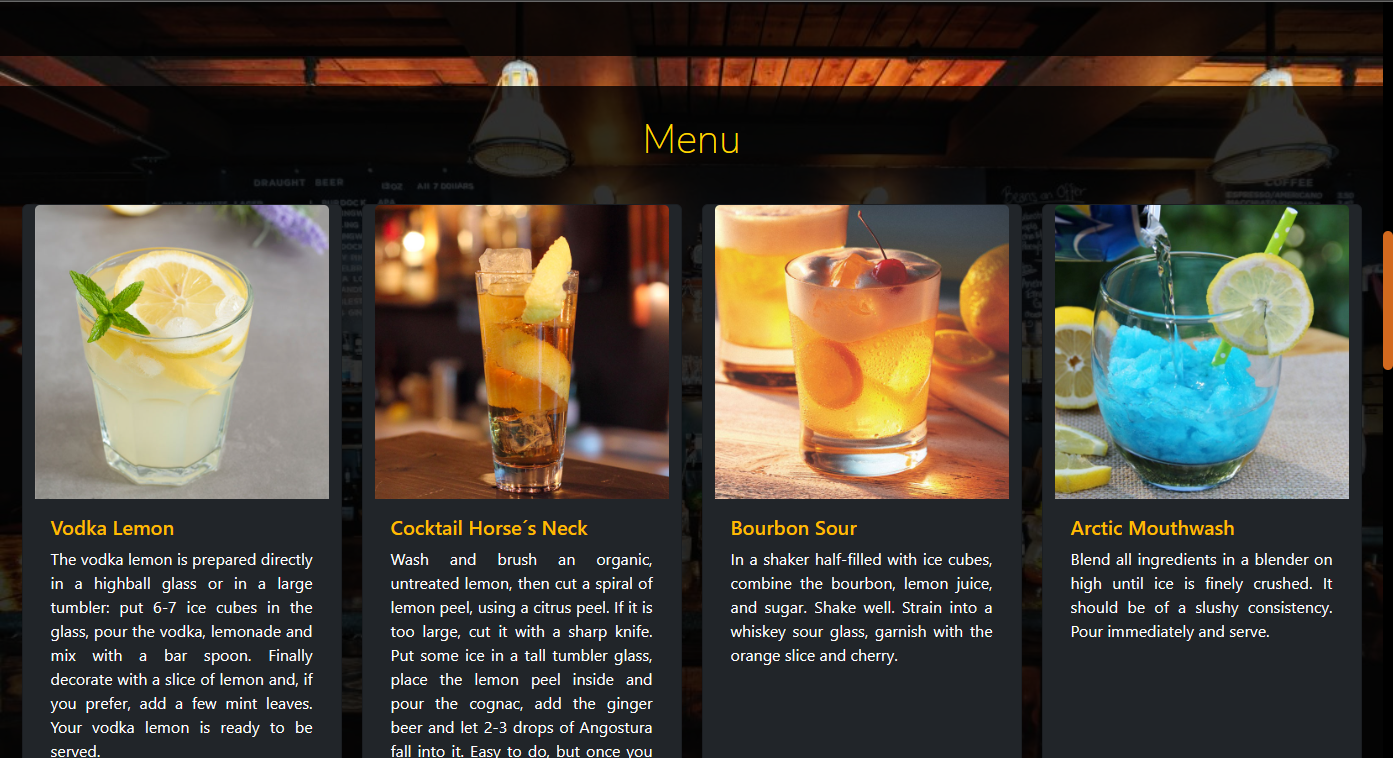 Menu
DRAUGHT BEER
All 7 DOLLARS
COFFEE
Vodka Lemon
The vodka lemon is prepared directly
in a highball glass or in a large
tumbler: put 6-7 ice cubes in the
glass, pour the vodka, lemonade and
mix with a bar spoon. Finally
decorate with a slice of lemon and, if
you prefer, add a few mint leaves.
Your vodka lemon is ready to be
served.
Cocktail Horse´s Neck
Wash and brush an organic,
untreated lemon, then cut a spiral of
lemon peel, using a citrus peel. If it is
too large, cut it with a sharp knife.
Put some ice in a tall tumbler glass,
place the lemon peel inside and
pour the cognac, add the ginger
beer and let 2-3 drops of Angostura
fall into it. Easy to do, but once you
Bourbon Sour
In a shaker half-filled with ice cubes,
combine the bourbon, lemon juice,
and sugar. Shake well. Strain into a
whiskey sour glass, garnish with the
orange slice and cherry.
Arctic Mouthwash
Blend all ingredients in a blender on
high until ice is finely crushed. It
should be of a slushy consistency.
Pour immediately and serve.